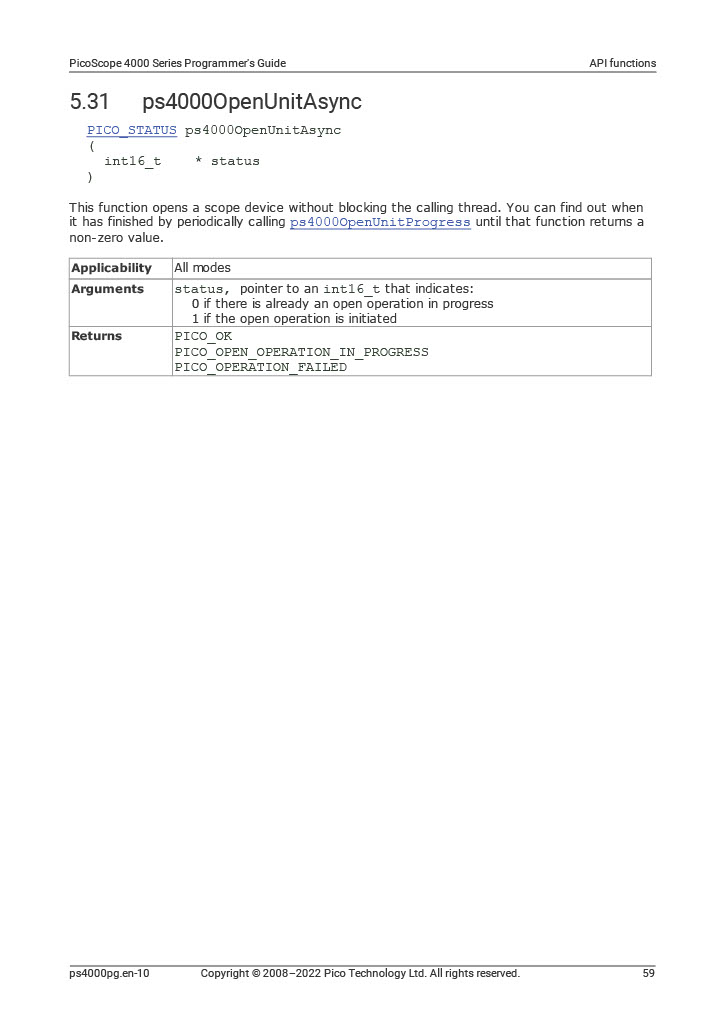 PicoScope 4000 Series Programmer's Guide API functions
5.31 ps4000OpenUnitAsync
PICO_STATUS ps4000OpenUnitAsync
(
int16_t * status
)
This function opens a scope device without blocking the calling thread. You can find out when
it has finished by periodically calling ps4000OpenUnitProgress until that function returns a
non-zero value.
Applicability All modes
Arguments status, pointer to an int16_t that indicates:
0 if there is already an open operation in progress
1 if the open operation is initiated
Returns PICO_OK
PICO_OPEN_OPERATION_IN_PROGRESS
PICO_OPERATION_FAILED
ps4000pg.en-10 Copyright © 2008–2022 Pico Technology Ltd. All rights reserved. 59